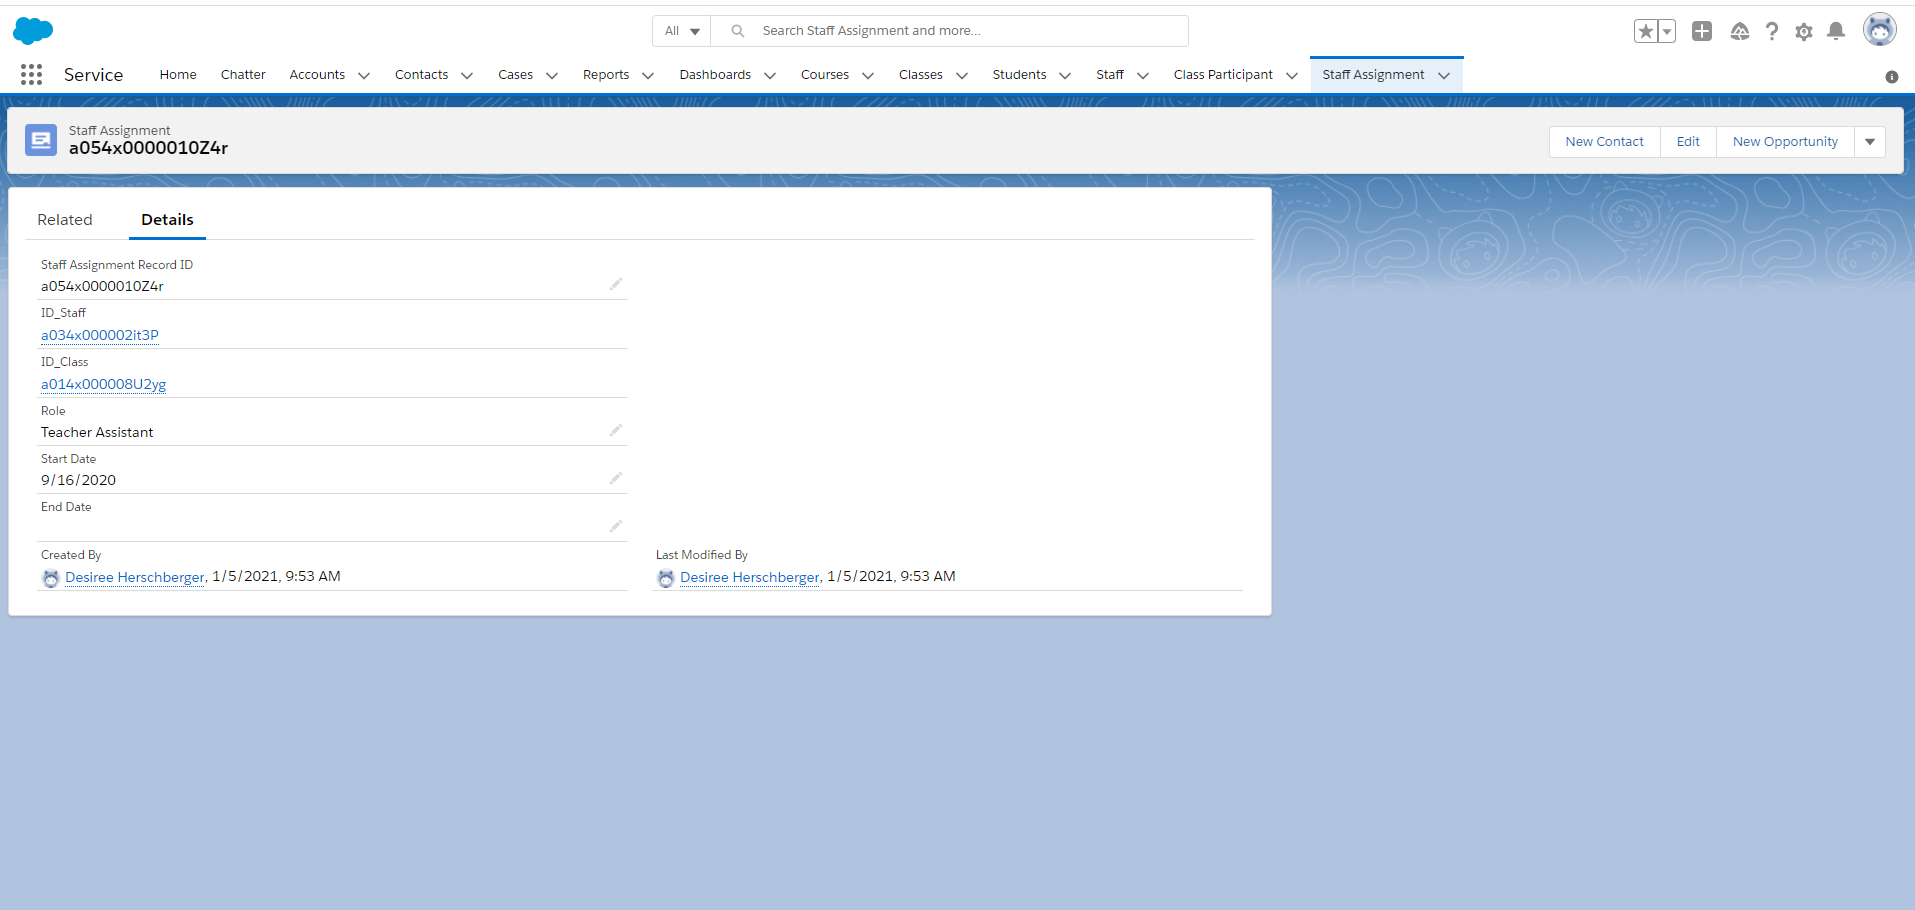 All
Search Staff Assignment and more...
Service
Home
Chatter
Accounts
Contacts
Cases
Reports
Dashboards
Courses
Classes
Students
Staff
Class Participant
Staff Assignment
Staff Assignment
a054x0000010Z4r
New Contact
Edit
New Opportunity
Related
Details
Staff Assignment Record ID
a054x0000010Z4r
ID_Staff
a034x000002it3P
ID_Class
a014x000008U2yg
Role
Teacher Assistant
Start Date
9/16/2020
End Date
Created By
Desiree Herschberger, 1/5/2021, 9:53 AM
Last Modified By
Desiree Herschberger, 1/5/2021, 9:53 AM